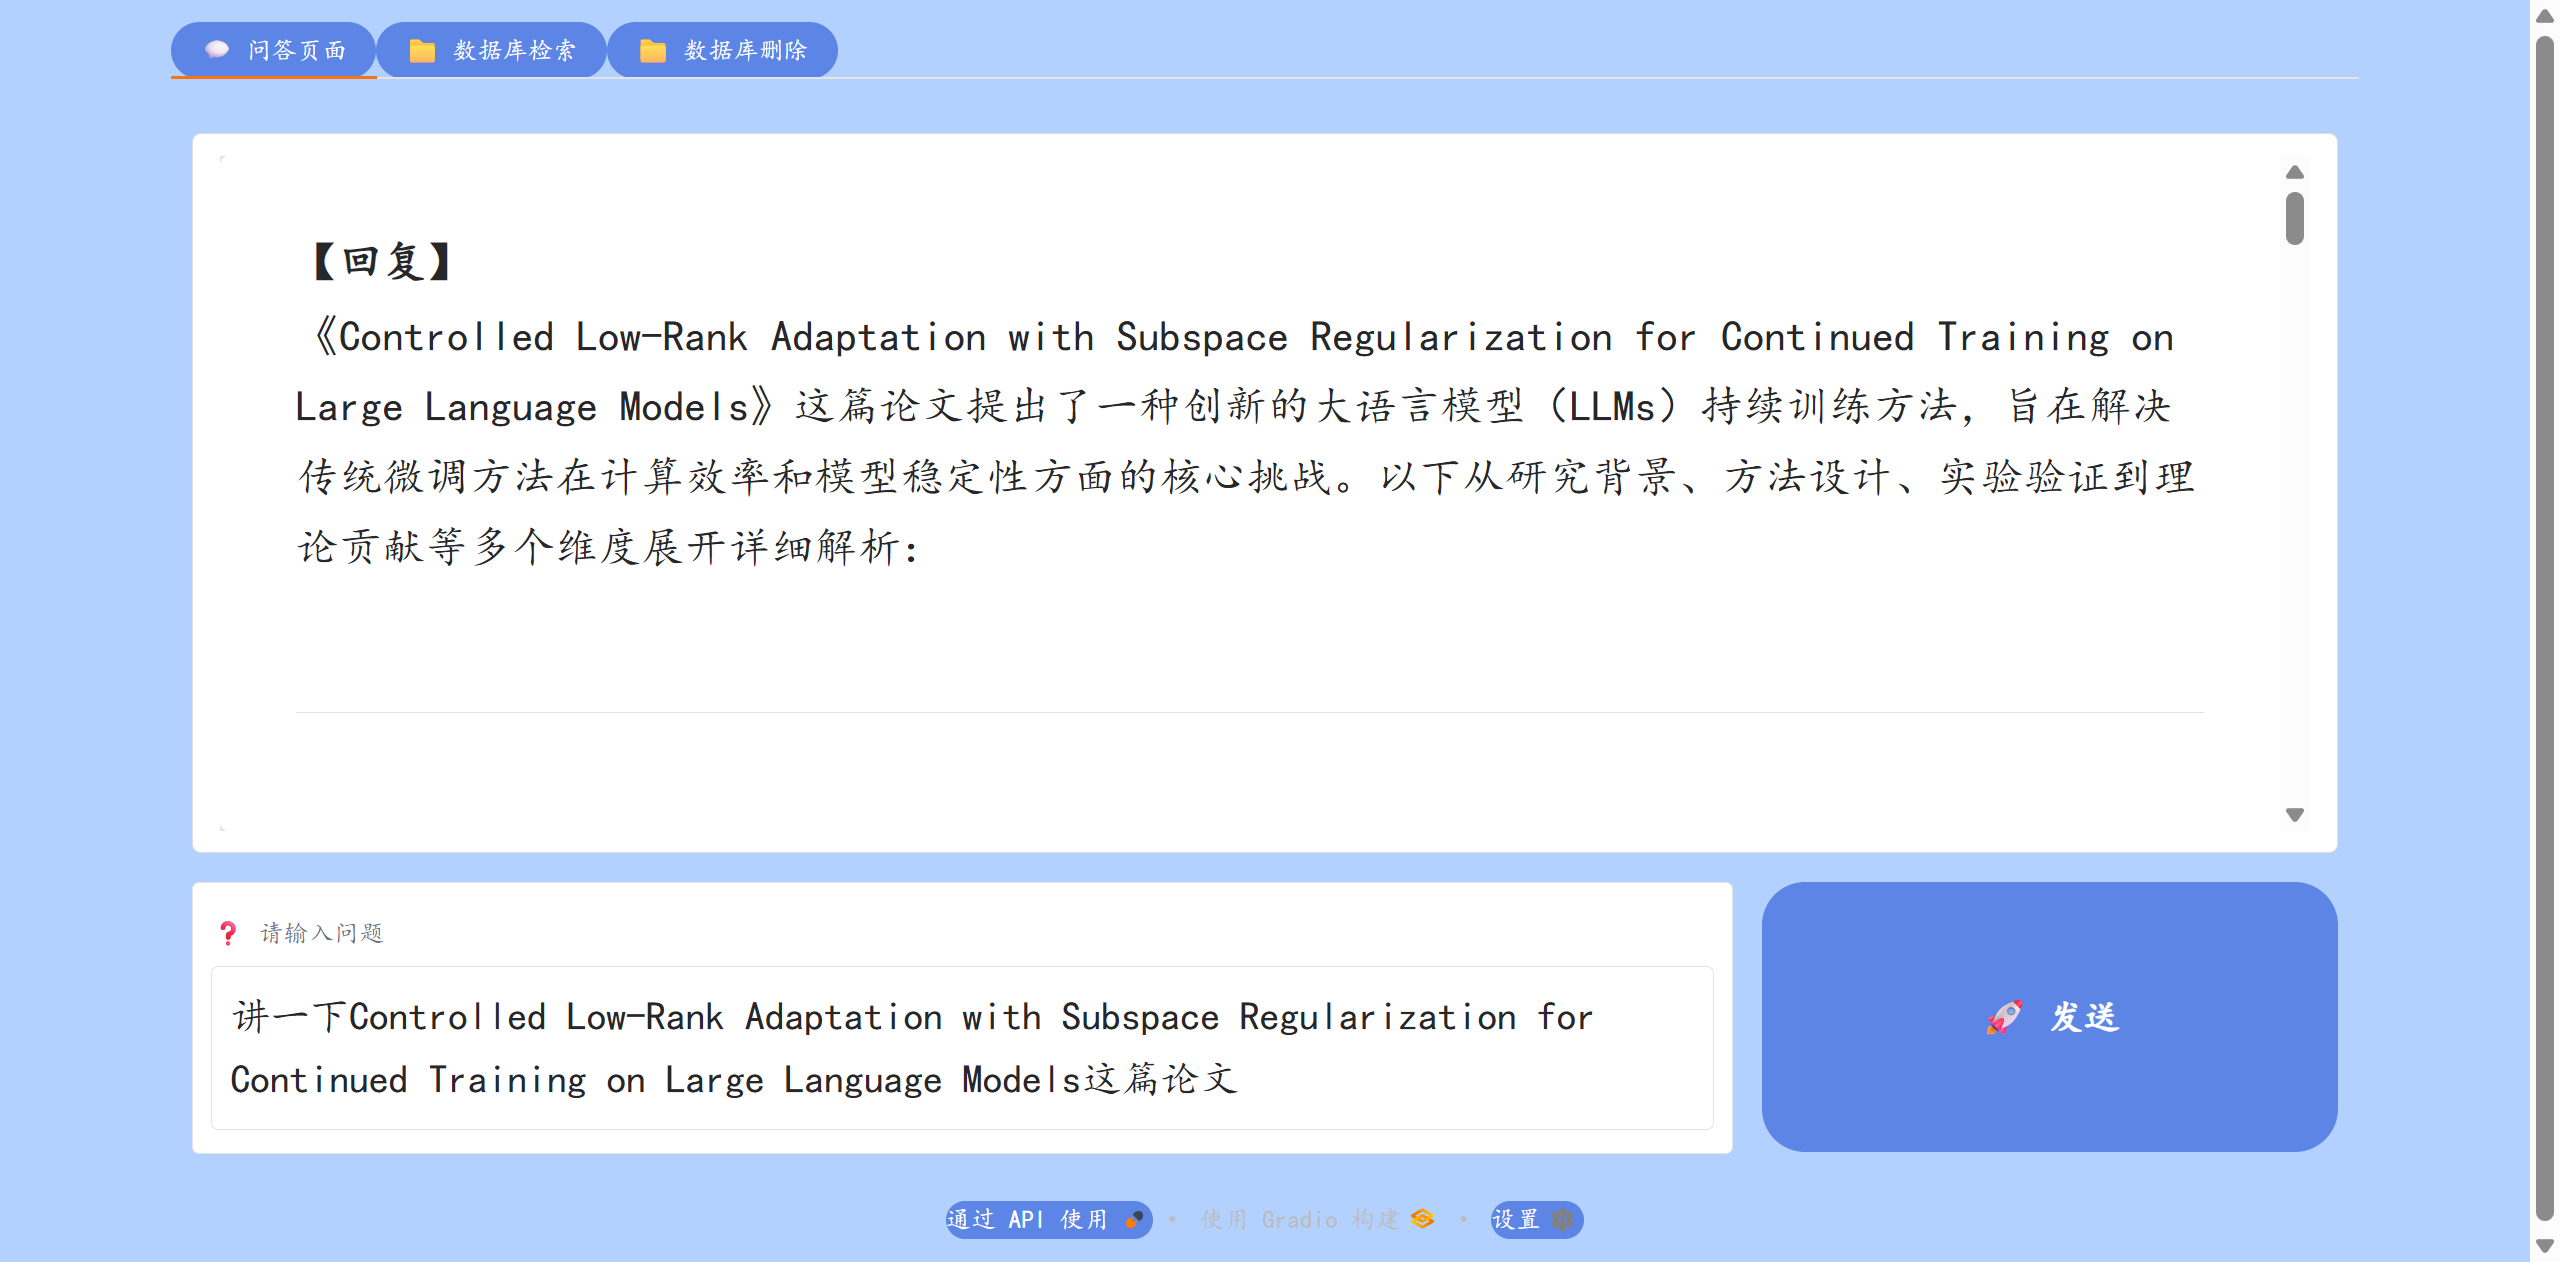 问答页面 数据库检索 数据库删除
【回复】
《Controlled Low-Rank Adaptation with Subspace Regularization for Continued Training on
Large Language Models》这篇论文提出了一种创新的大语言模型（LLMs）持续训练方法，旨在解决
传统微调方法在计算效率和模型稳定性方面的核心挑战。以下从研究背景、方法设计、实验验证到理
论贡献等多个维度展开详细解析：
请输入问题
讲一下Controlled Low-Rank Adaptation with Subspace Regularization for
Continued Training on Large Language Models这篇论文
发送
通过 API 使用 · 使用 Gradio 构建 · 设置